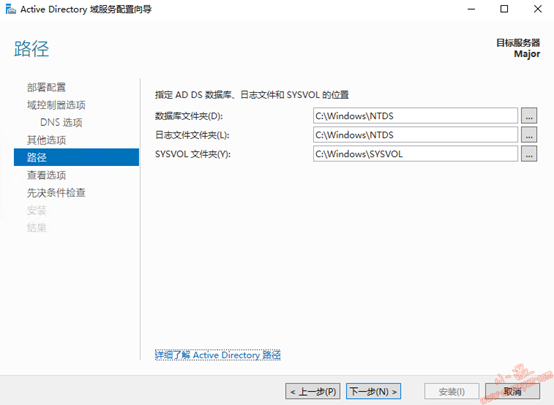 Active Directory 域服务配置向导
路径
目标服务器
Major
部署配置
域控制器选项
DNS 选项
其他选项
路径
查看选项
先决条件检查
安装
结果
指定 AD DS 数据库、日志文件和 SYSVOL 的位置
数据库文件夹(D): C:\Windows\NTDS ...
日志文件文件夹(L): C:\Windows\NTDS ...
SYSVOL 文件夹(Y): C:\Windows\SYSVOL ...
详细了解 Active Directory 路径
< 上一步(P) 下一步(N) > 安装(I) 取消